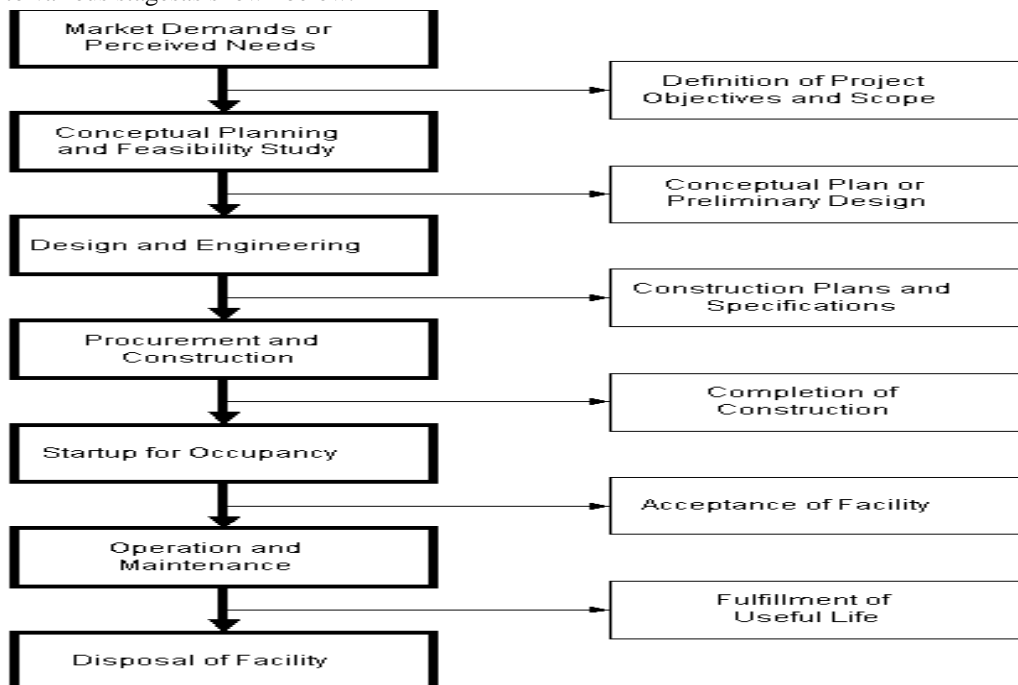 Market Demands or
Perceived Needs
Definition of Project
Objectives and Scope
Conceptual Planning
and Feasibility Study
Conceptual Plan or
Preliminary Design
Design and Engineering
Construction Plans and
Specifications
Procurement and
Construction
Completion of
Construction
Startup for Occupancy
Acceptance of Facility
Operation and
Maintenance
Fulfillment of
Useful Life
Disposal of Facility